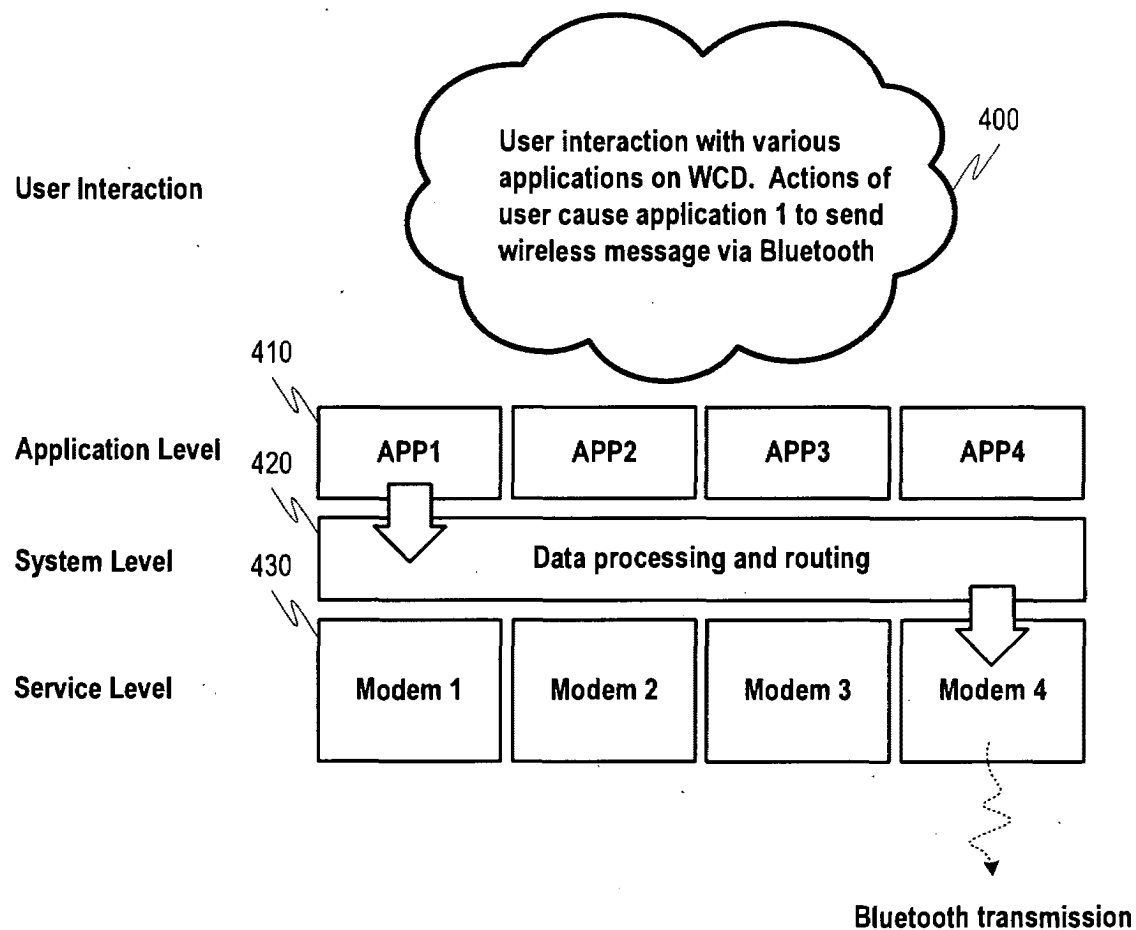 User interaction with various
applications on WCD. Actions of
user cause application 1 to send
wireless message via Bluetooth
400
User Interaction
410
Application Level
APP1
APP2
APP3
APP4
420
System Level
Data processing and routing
430
Service Level
Modem 1
Modem 2
Modem 3
Modem 4
Bluetooth transmission